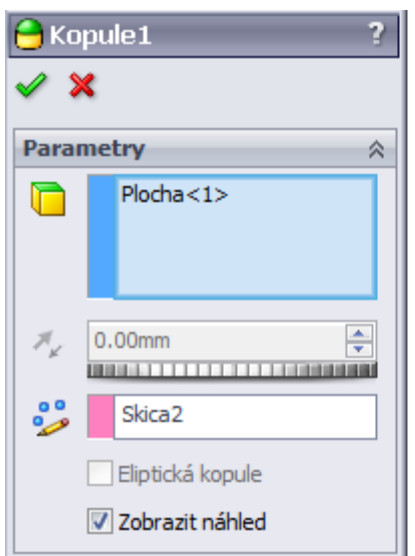 Kopule1 ?
Parametry
Plocha<1>
0.00mm
Skica2
Eliptická kopule
Zobrazit náhled